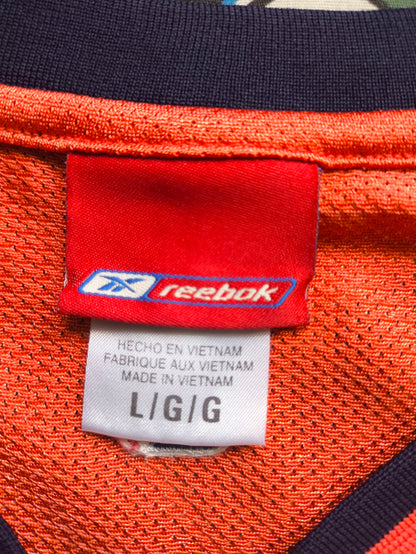 reebok
HECHO EN VIETNAM
FABRIQUE AUX VIETNAM
MADE IN VIETNAM
L/G/G